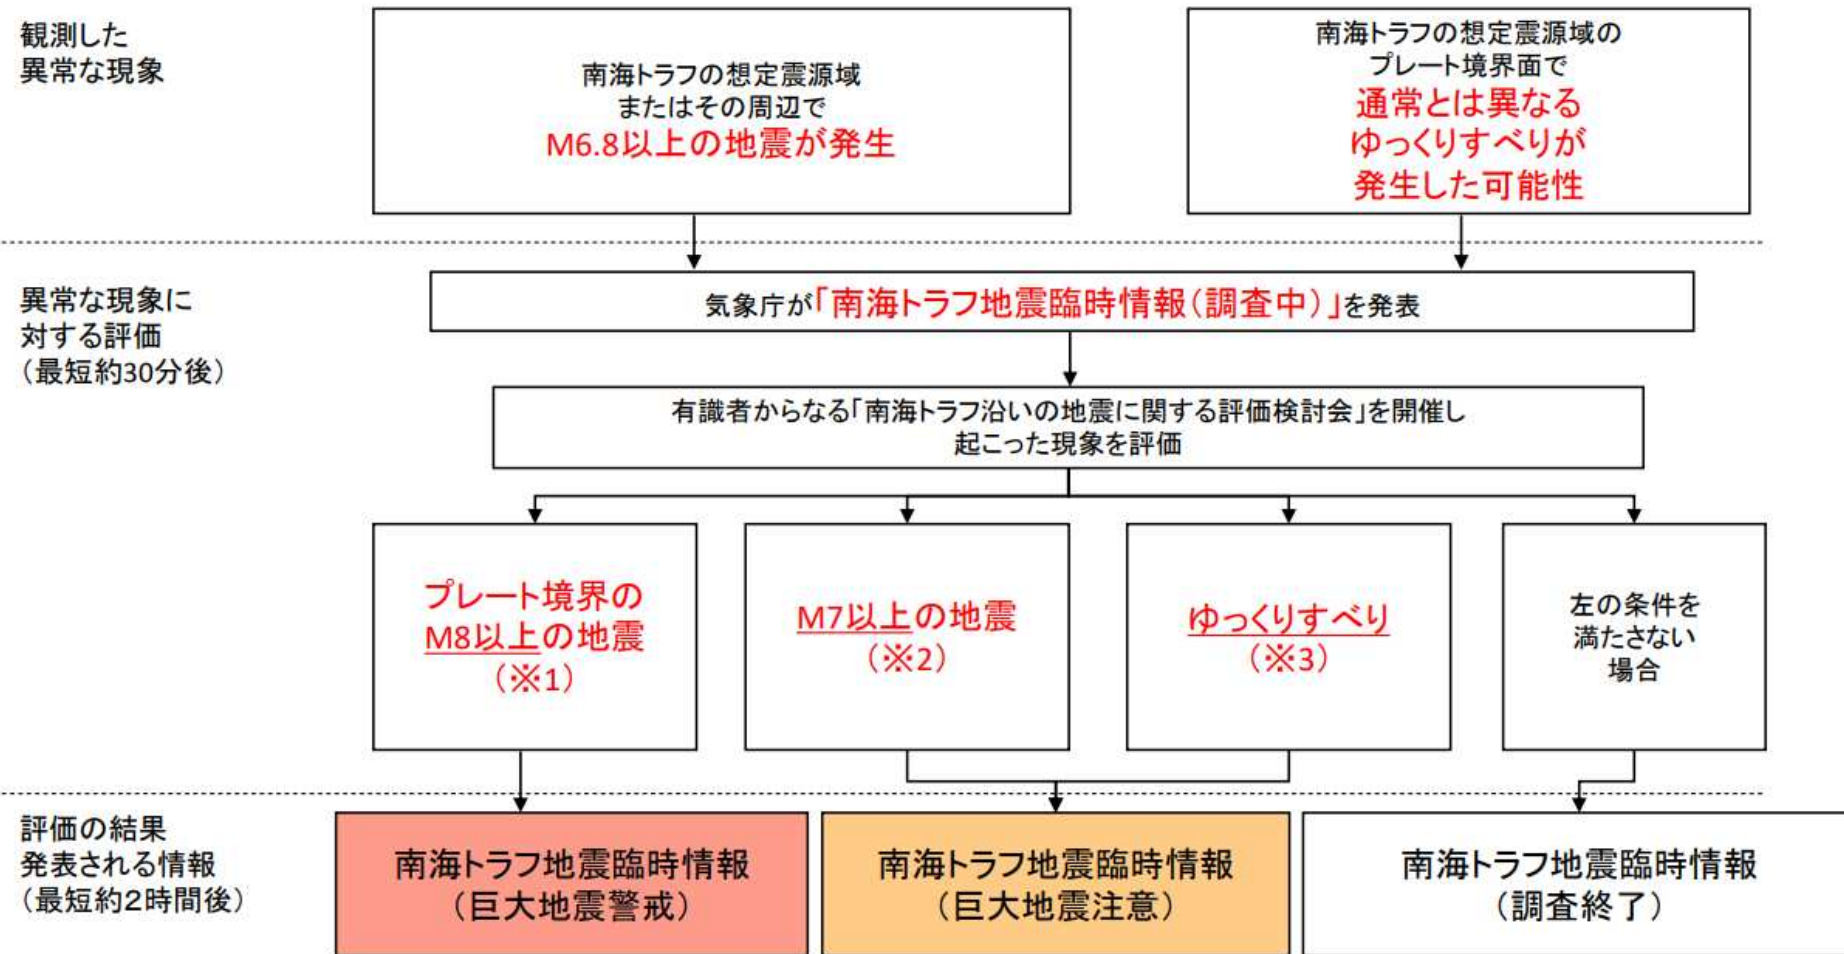 観測した
異常な現象
南海トラフの想定震源域
またはその周辺で
M6.8以上の地震が発生
南海トラフの想定震源域の
プレート境界面で
通常とは異なる
ゆっくりすべりが
発生した可能性
異常な現象に
対する評価
（最短約30分後）
気象庁が「南海トラフ地震臨時情報（調査中）」を発表
有識者からなる「南海トラフ沿いの地震に関する評価検討会」を開催し
起こった現象を評価
プレート境界の
M8以上の地震
（※1）
M7以上の地震
（※2）
ゆっくりすべり
（※3）
左の条件を
満たさない
場合
評価の結果
発表される情報
（最短約2時間後）
南海トラフ地震臨時情報
（巨大地震警戒）
南海トラフ地震臨時情報
（巨大地震注意）
南海トラフ地震臨時情報
（調査終了）